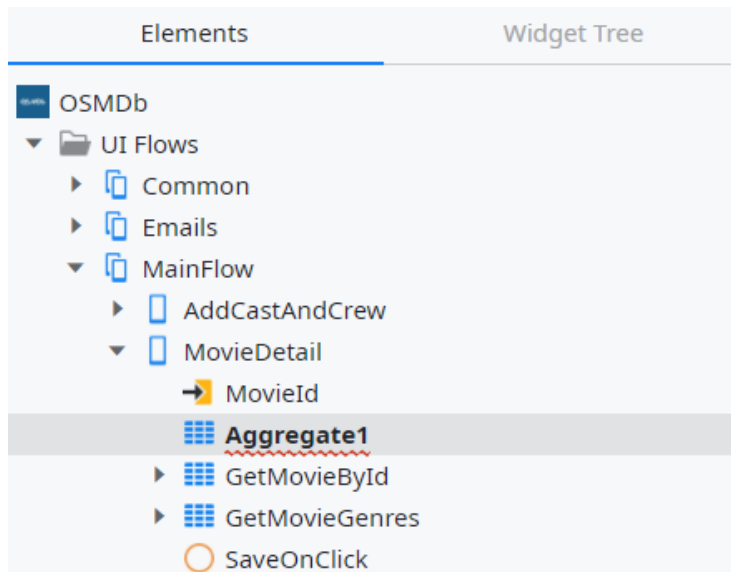 Elements Widget Tree
OSMDb
UI Flows
Common
Emails
MainFlow
AddCastAndCrew
MovieDetail
MovieId
Aggregate1
GetMovieById
GetMovieGenres
SaveOnClick